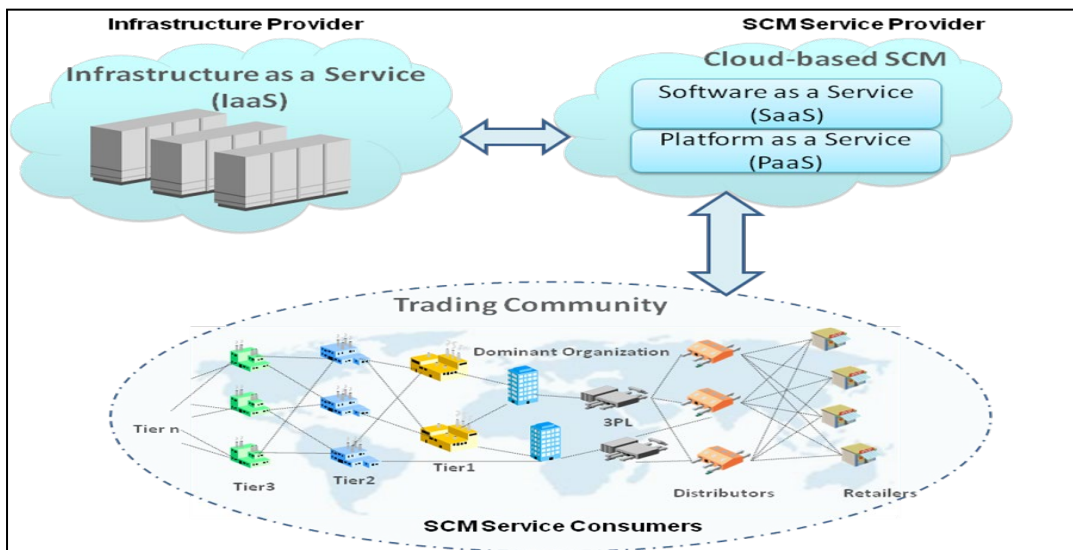 Infrastructure Provider
SCM Service Provider
Infrastructure as a Service
(IaaS)
Cloud-based SCM
Software as a Service
(SaaS)
Platform as a Service
(PaaS)
Trading Community
Dominant Organization
Tier n
3PL
Tier1
Tier2
Tier3
Distributors
Retailers
SCM Service Consumers